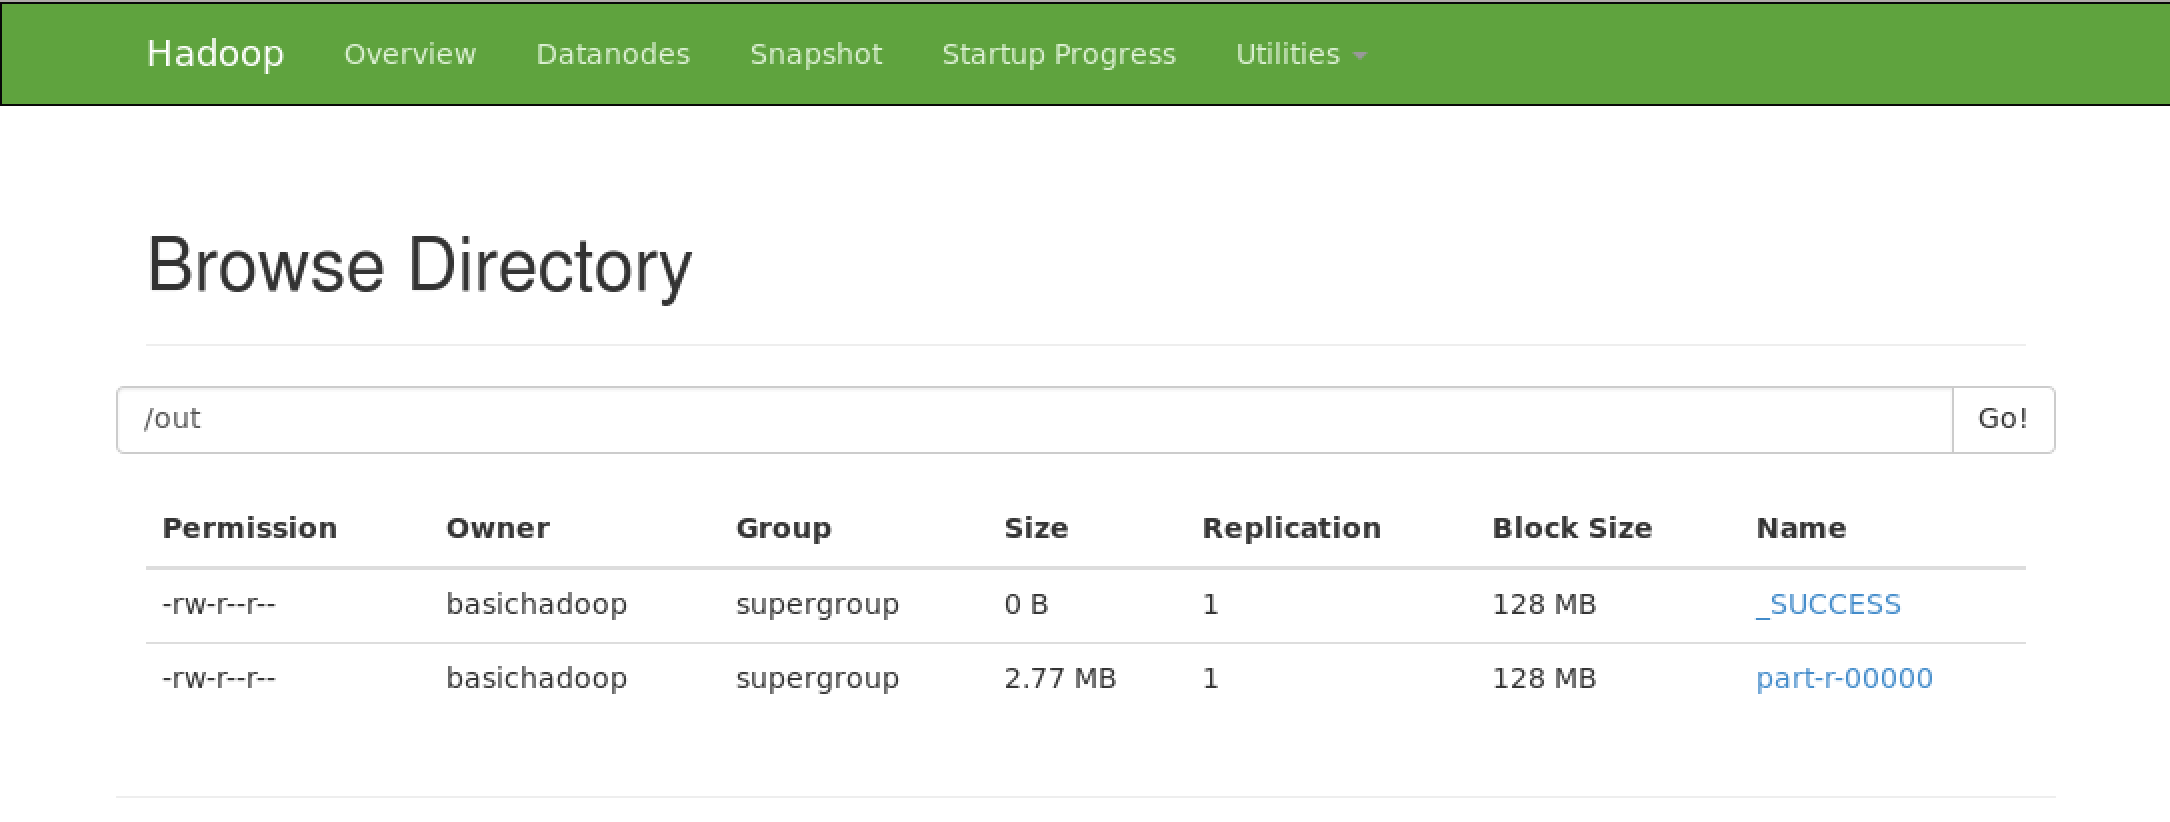 Hadoop Overview Datanodes Snapshot Startup Progress Utilities
Browse Directory
/out Go!
Permission Owner Group Size Replication Block Size Name
-rw-r--r-- basichadoop supergroup 0 B 1 128 MB _SUCCESS
-rw-r--r-- basichadoop supergroup 2.77 MB 1 128 MB part-r-00000